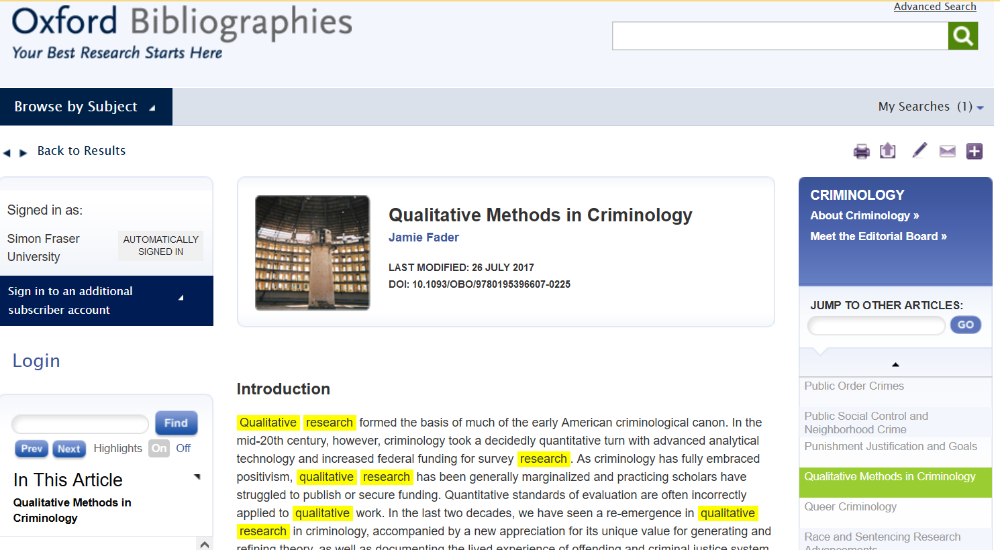 Oxford Bibliographies
Your Best Research Starts Here
Advanced Search
Browse by Subject
My Searches (1)
Back to Results
Signed in as:
Simon Fraser
University
AUTOMATICALLY
SIGNED IN
Sign in to an additional
subscriber account
Login
Find
Prev Next Highlights On Off
In This Article
Qualitative Methods in
Criminology
Qualitative Methods in Criminology
Jamie Fader
LAST MODIFIED: 26 JULY 2017
DOI: 10.1093/OBO/9780195396607-0225
Introduction
Qualitative research formed the basis of much of the early American criminological canon. In the
mid-20th century, however, criminology took a decidedly quantitative turn with advanced analytical
technology and increased federal funding for survey research. As criminology has fully embraced
positivism, qualitative research has been generally marginalized and practicing scholars have
struggled to publish or secure funding. Quantitative standards of evaluation are often incorrectly
applied to qualitative work. In the last two decades, we have seen a re-emergence in qualitative
research in criminology, accompanied by a new appreciation for its unique value for generating and
refining theory, as well as documenting the lived experience of offending and criminal justice system
CRIMINOLOGY
About Criminology »
Meet the Editorial Board »
JUMP TO OTHER ARTICLES:
GO
Public Order Crimes
Public Social Control and
Neighborhood Crime
Punishment Justification and Goals
Qualitative Methods in Criminology
Queer Criminology
Race and Sentencing Research
Advancements